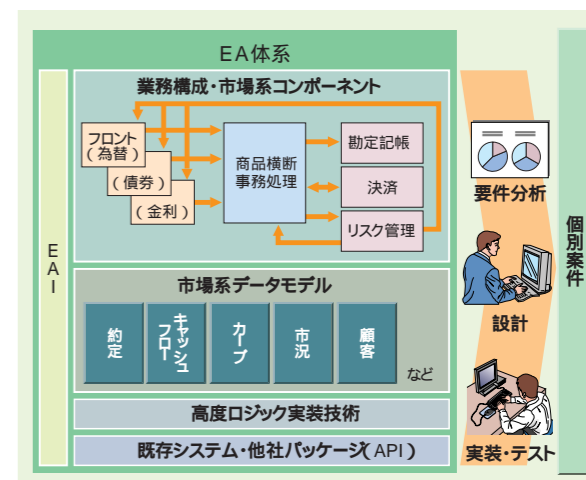 EA体系
EAI
業務構成・市場系コンポーネント
フロント
(為替)
(債券)
(金利)
商品横断
事務処理
勘定記帳
決済
リスク管理
市場系データモデル
約定
キャッシュ
フロー
カーブ
市況
顧客
など
高度ロジック実装技術
既存システム・他社パッケージ(API)
要件分析
設計
実装・テスト
個別案件